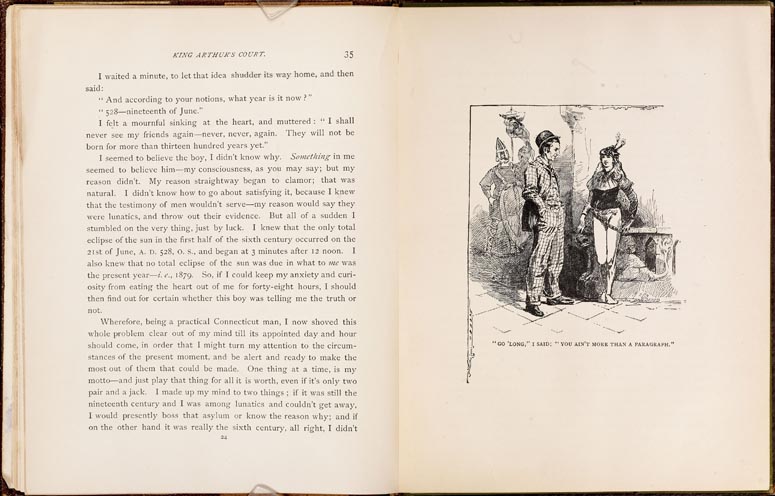 KING ARTHUR'S COURT. 35
I waited a minute, to let that idea shudder its way home, and then
said:
" And according to your notions, what year is it now?"
" 528—nineteenth of June."
I felt a mournful sinking at the heart, and muttered: " I shall
never see my friends again—never, never again. They will not be
born for more than thirteen hundred years yet."
I seemed to believe the boy, I didn't know why. Something in me
seemed to believe him—my consciousness, as you may say; but my
reason didn't. My reason straightway began to clamor; that was
natural. I didn't know how to go about satisfying it, because I knew
that the testimony of men wouldn't serve—my reason would say they
were lunatics, and throw out their evidence. But all of a sudden I
stumbled on the very thing, just by luck. I knew that the only total
eclipse of the sun in the first half of the sixth century occurred on the
21st of June, A. D. 528, O. S., and began at 3 minutes after 12 noon. I
also knew that no total eclipse of the sun was due in what to me was
the present year—i. e., 1879. So, if I could keep my anxiety and curi-
osity from eating the heart out of me for forty-eight hours, I should
then find out for certain whether this boy was telling me the truth or
not.
Wherefore, being a practical Connecticut man, I now shoved this
whole problem clear out of my mind till its appointed day and hour
should come, in order that I might turn my attention to the circum-
stances of the present moment, and be alert and ready to make the
most out of them that could be made. One thing at a time, is my
motto—and just play that thing for all it is worth, even if it's only two
pair and a jack. I made up my mind to two things; if it was still the
nineteenth century and I was among lunatics and couldn't get away,
I would presently boss that asylum or know the reason why; and if
on the other hand it was really the sixth century, all right, I didn't
"GO 'LONG," I SAID; "YOU AIN'T MORE THAN A PARAGRAPH."